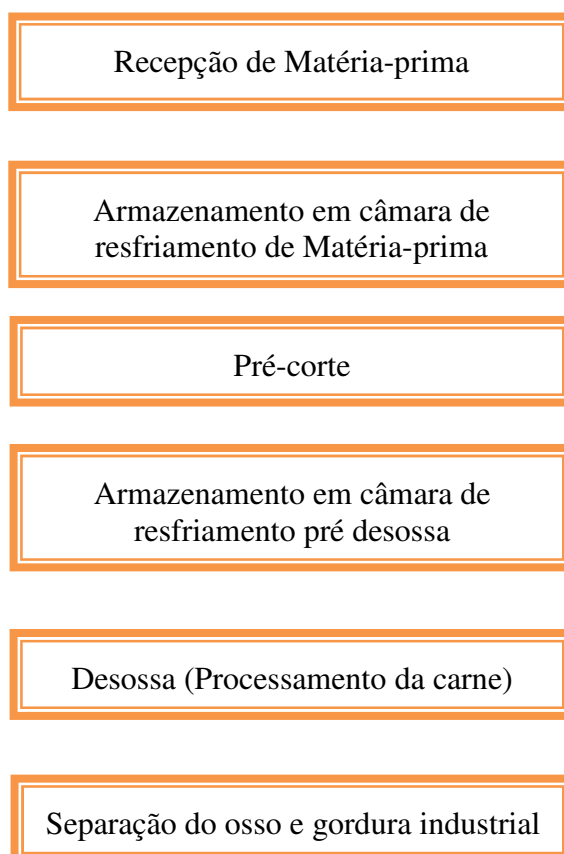 Recepção de Matéria-prima
Armazenamento em câmara de
resfriamento de Matéria-prima
Pré-corte
Armazenamento em câmara de
resfriamento pré desossa
Desossa (Processamento da carne)
Separação do osso e gordura industrial